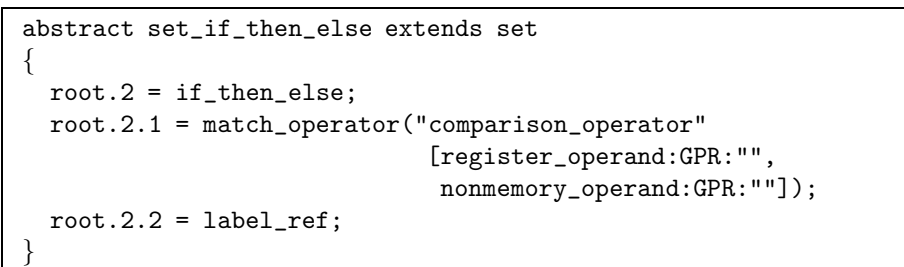 abstract set_if_then_else extends set
{
  root.2 = if_then_else;
  root.2.1 = match_operator("comparison_operator"
                            [register_operand:GPR:"",
                             nonmemory_operand:GPR:""]);
  root.2.2 = label_ref;
}